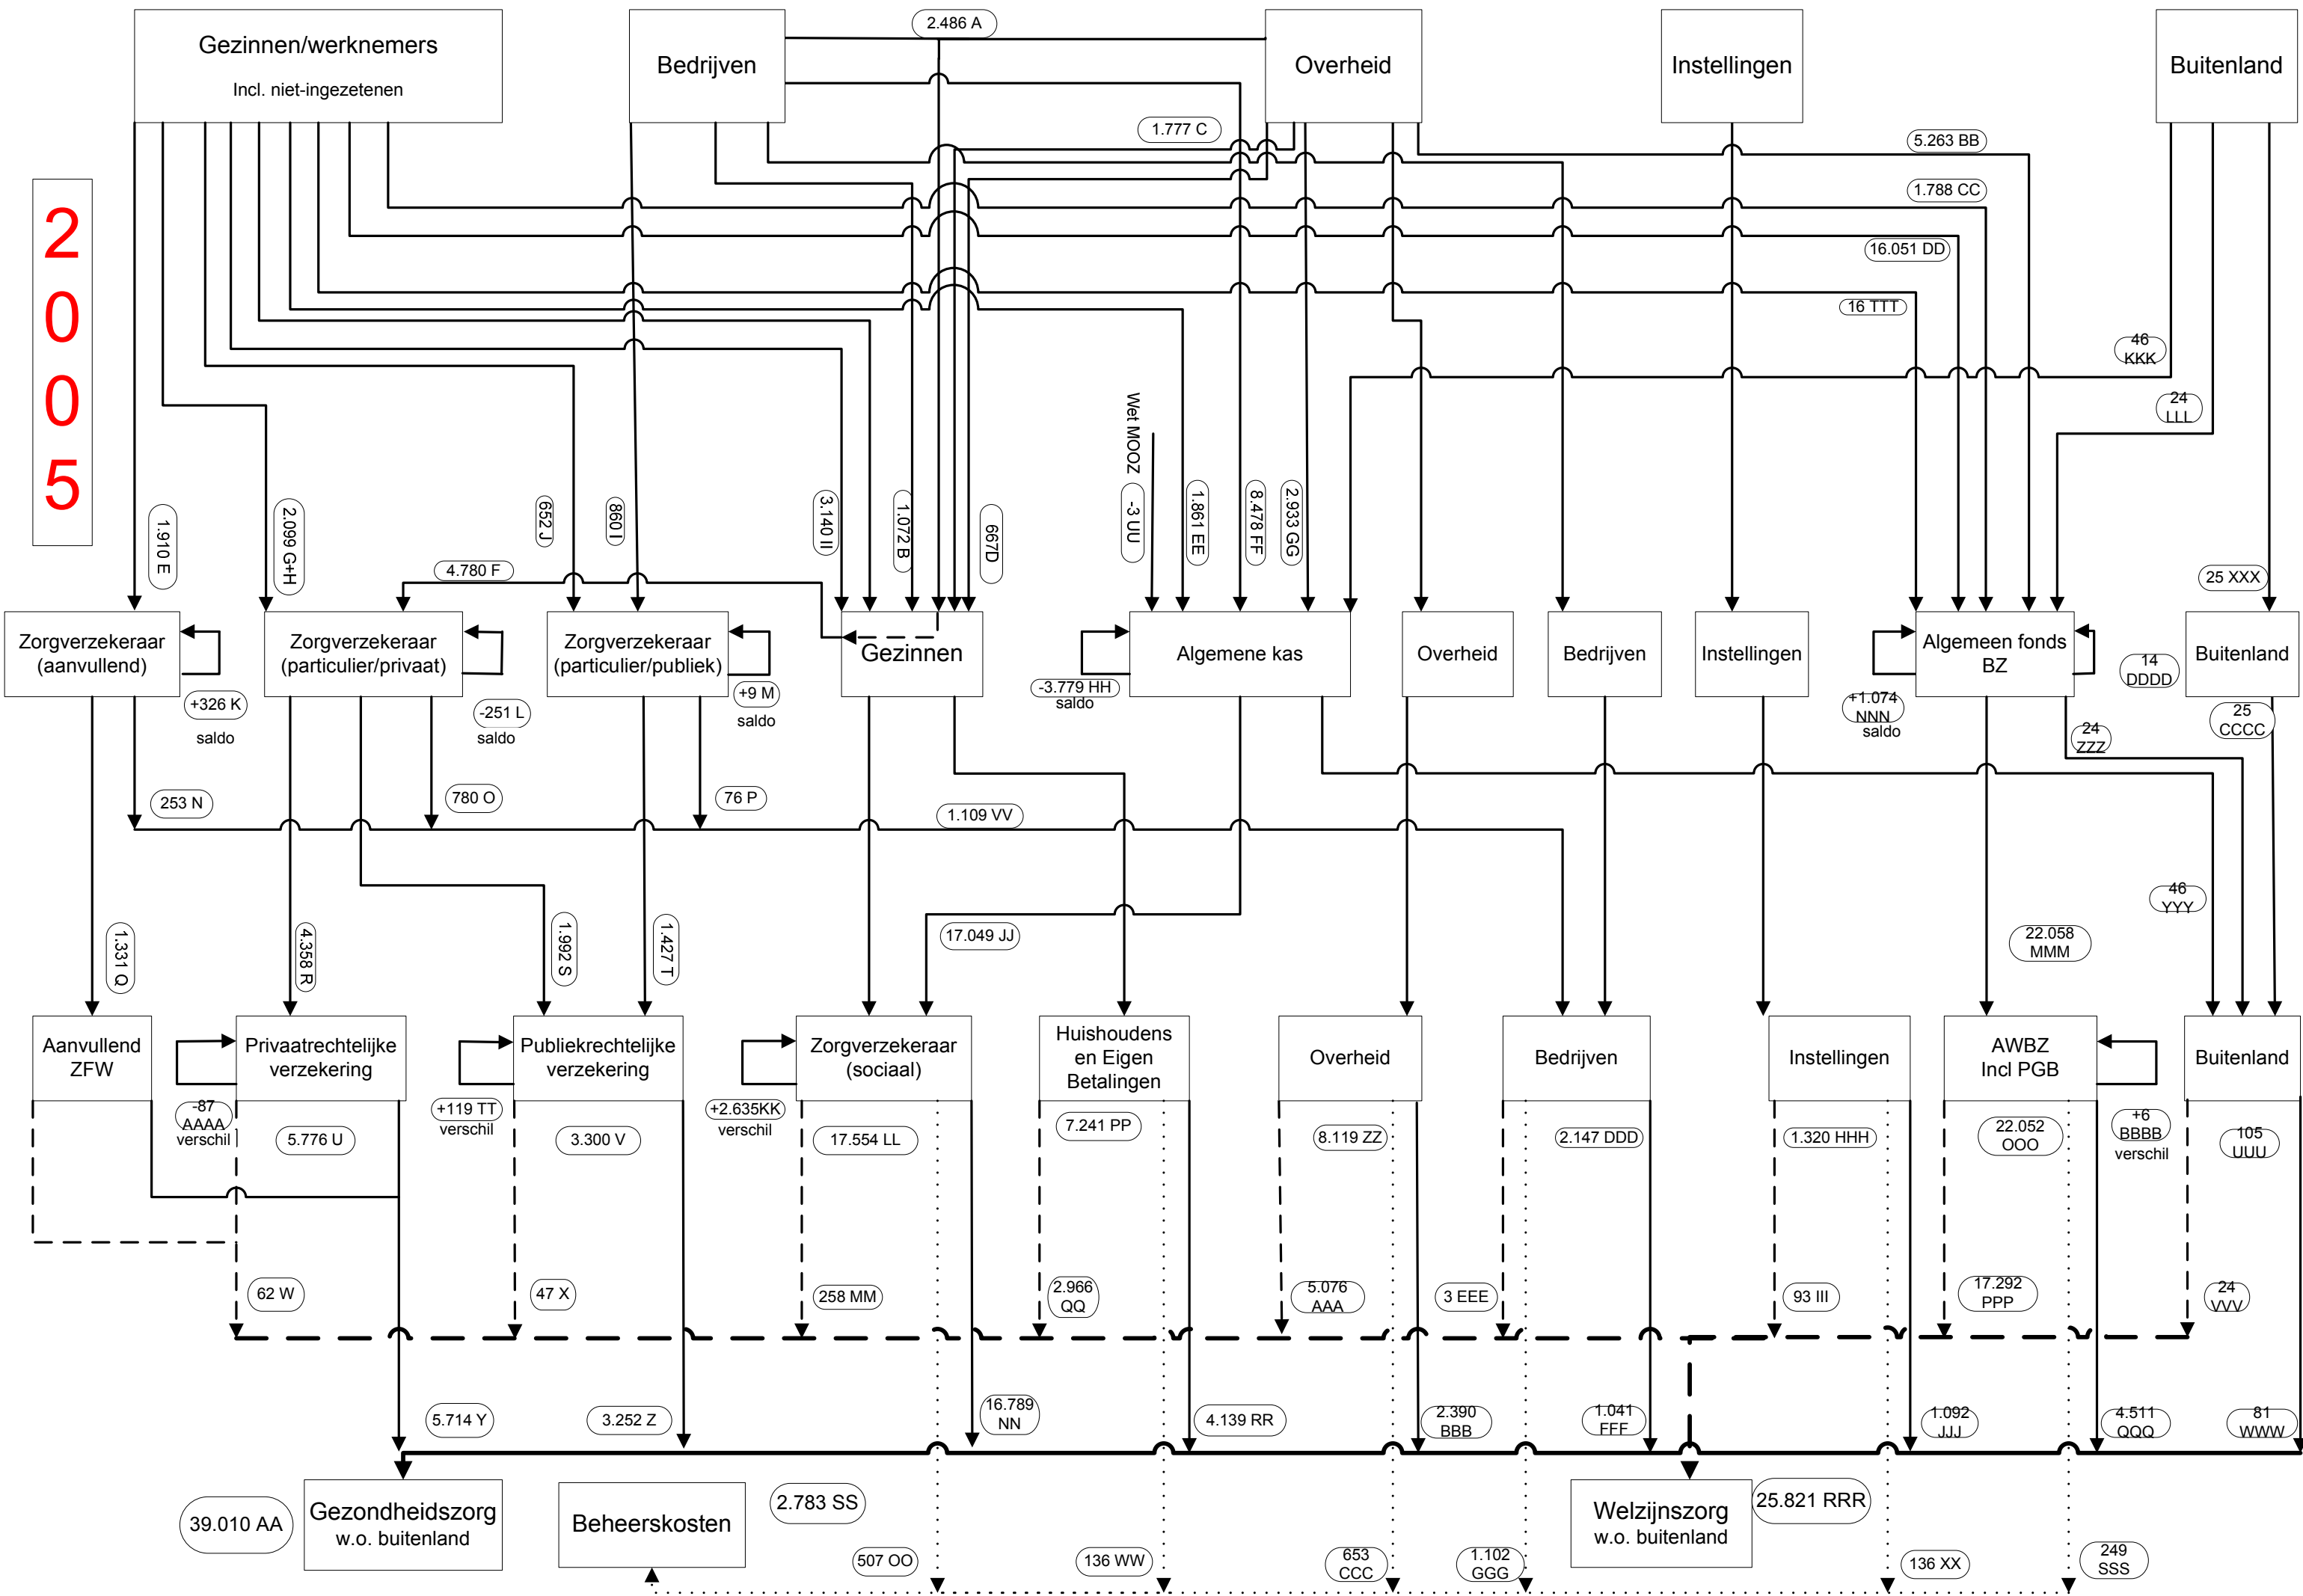 2.486 A
Gezinnen/werknemers
Incl. niet-ingezetenen
Bedrijven
Overheid
Instellingen
Buitenland
1.777 C
5.263 BB
1.788 CC
16.051 DD
16 TTT
46
KKK
24
LLL
2
0
0
5
Wet MOOZ
-3 UU
1.910 E
2.099 G+H
652 J
860 I
3.140 II
1.072 B
667D
1.861 EE
8.478 FF
2.933 GG
4.780 F
25 XXX
Zorgverzekeraar
(aanvullend)
Zorgverzekeraar
(particulier/privaat)
Zorgverzekeraar
(particulier/publiek)
Gezinnen
Algemene kas
Overheid
Bedrijven
Instellingen
Algemeen fonds
BZ
Buitenland
+326 K
saldo
-251 L
saldo
+9 M
saldo
-3.779 HH
saldo
+1.074
NNN
saldo
14
DDDD
24
ZZZ
25
CCCC
253 N
780 O
76 P
1.109 VV
1.331 Q
4.358 R
1.992 S
1.427 T
17.049 JJ
22.058
MMM
46
YYY
Aanvullend
ZFW
Privaatrechtelijke
verzekering
Publiekrechtelijke
verzekering
Zorgverzekeraar
(sociaal)
Huishoudens
en Eigen
Betalingen
Overheid
Bedrijven
Instellingen
AWBZ
Incl PGB
Buitenland
-87
AAAA
verschil
5.776 U
+119 TT
verschil
3.300 V
+2.635KK
verschil
17.554 LL
7.241 PP
8.119 ZZ
2.147 DDD
1.320 HHH
22.052
OOO
+6
BBBB
verschil
105
UUU
62 W
47 X
258 MM
2.966
QQ
5.076
AAA
3 EEE
93 III
17.292
PPP
24
VVV
5.714 Y
3.252 Z
16.789
NN
4.139 RR
2.390
BBB
1.041
FFF
1.092
JJJ
4.511
QQQ
81
WWW
39.010 AA
Gezondheidszorg
w.o. buitenland
Beheerskosten
2.783 SS
Welzijnszorg
w.o. buitenland
25.821 RRR
507 OO
136 WW
653
CCC
1.102
GGG
136 XX
249
SSS